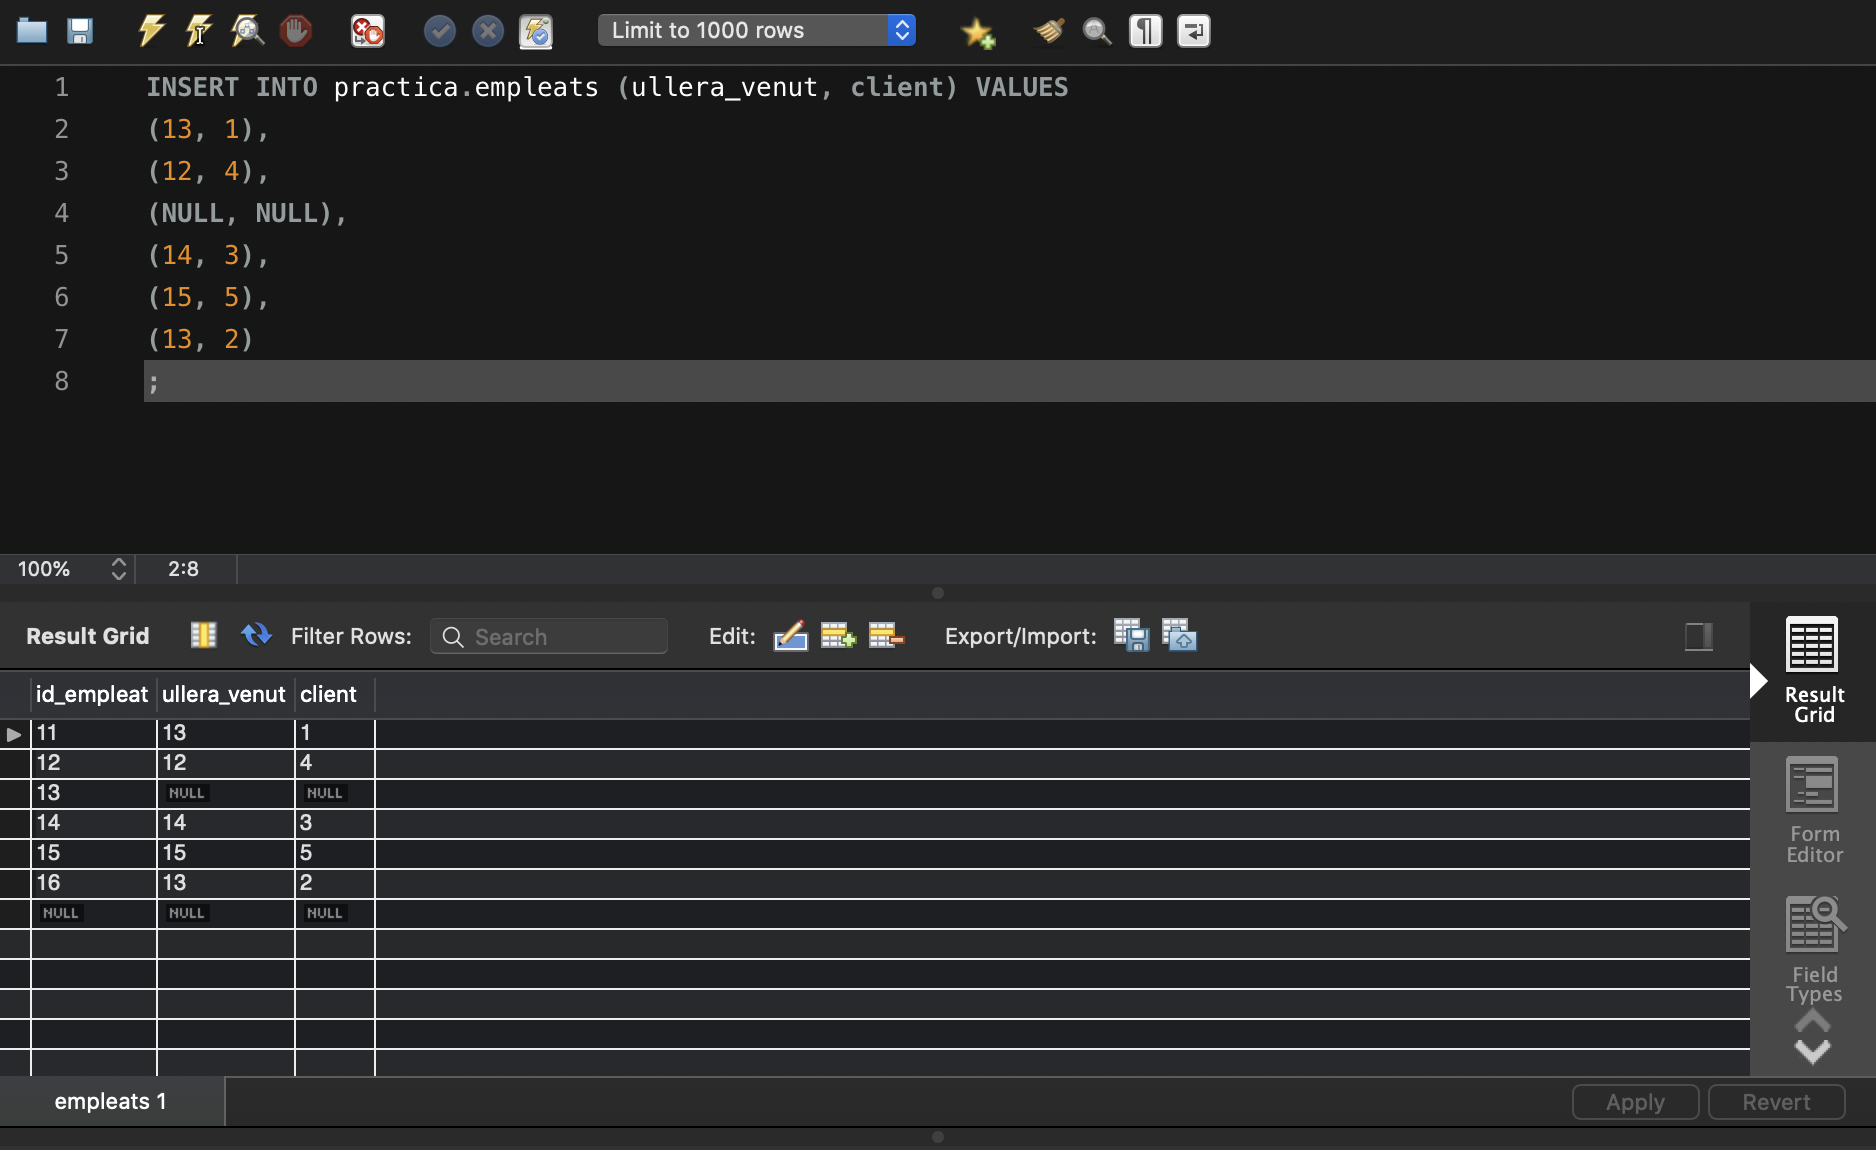 Limit to 1000 rows
1 INSERT INTO practica.empleats (ullera_venut, client) VALUES
2 (13, 1),
3 (12, 4),
4 (NULL, NULL),
5 (14, 3),
6 (15, 5),
7 (13, 2)
8 ;
100% 2:8
Result Grid Filter Rows: Search Edit: Export/Import:
id_empleat ullera_venut client
11 13 1
12 12 4
13 NULL NULL
14 14 3
15 15 5
16 13 2
NULL NULL NULL
Result
Grid
Form
Editor
Field
Types
empleats 1 Apply Revert